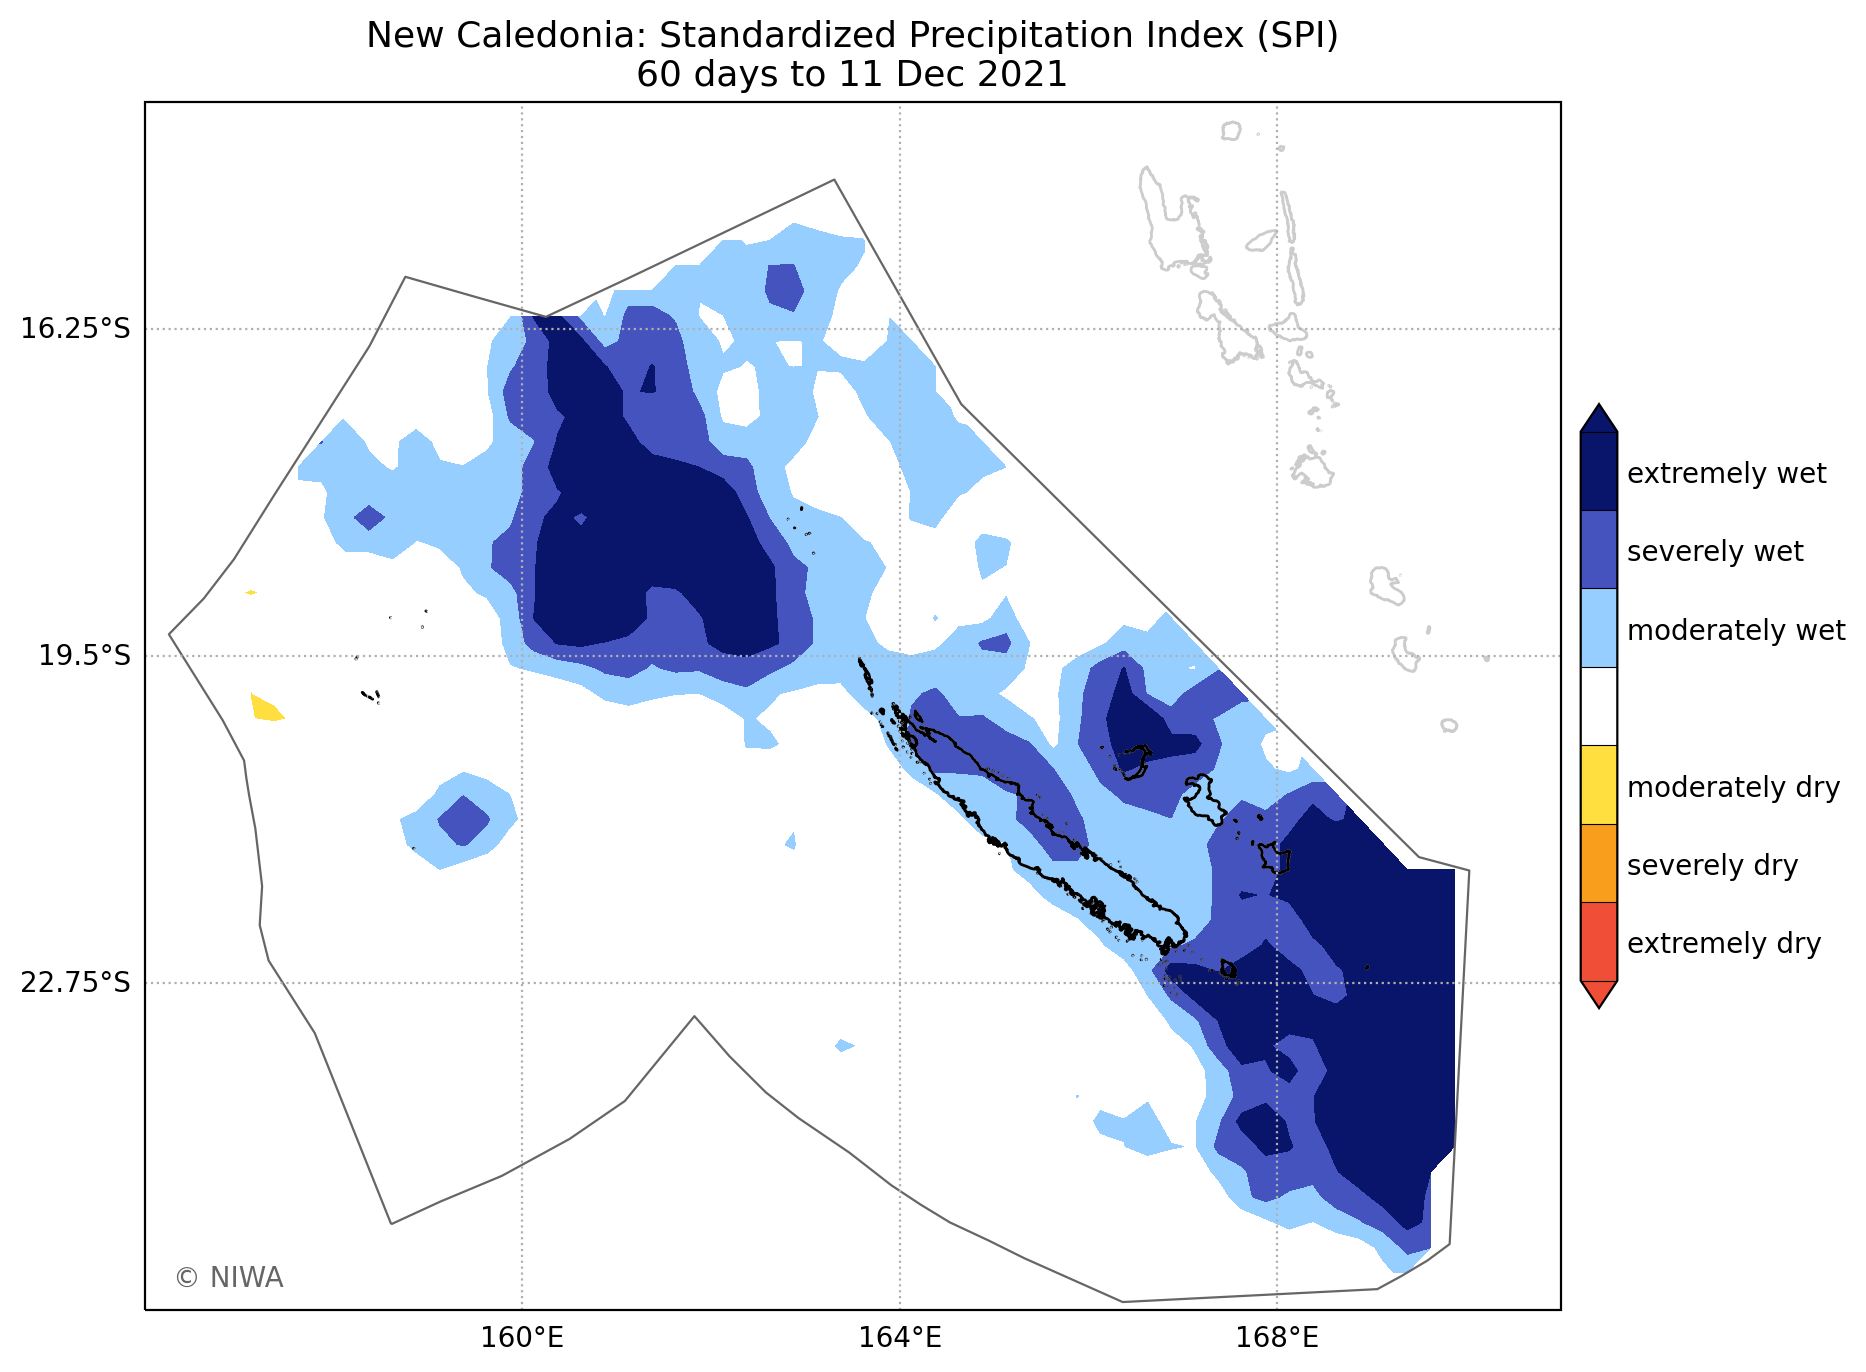 New Caledonia: Standardized Precipitation Index (SPI)
60 days to 11 Dec 2021
16.25°S
19.5°S
22.75°S
160°E
164°E
168°E
extremely wet
severely wet
moderately wet
moderately dry
severely dry
extremely dry
© NIWA